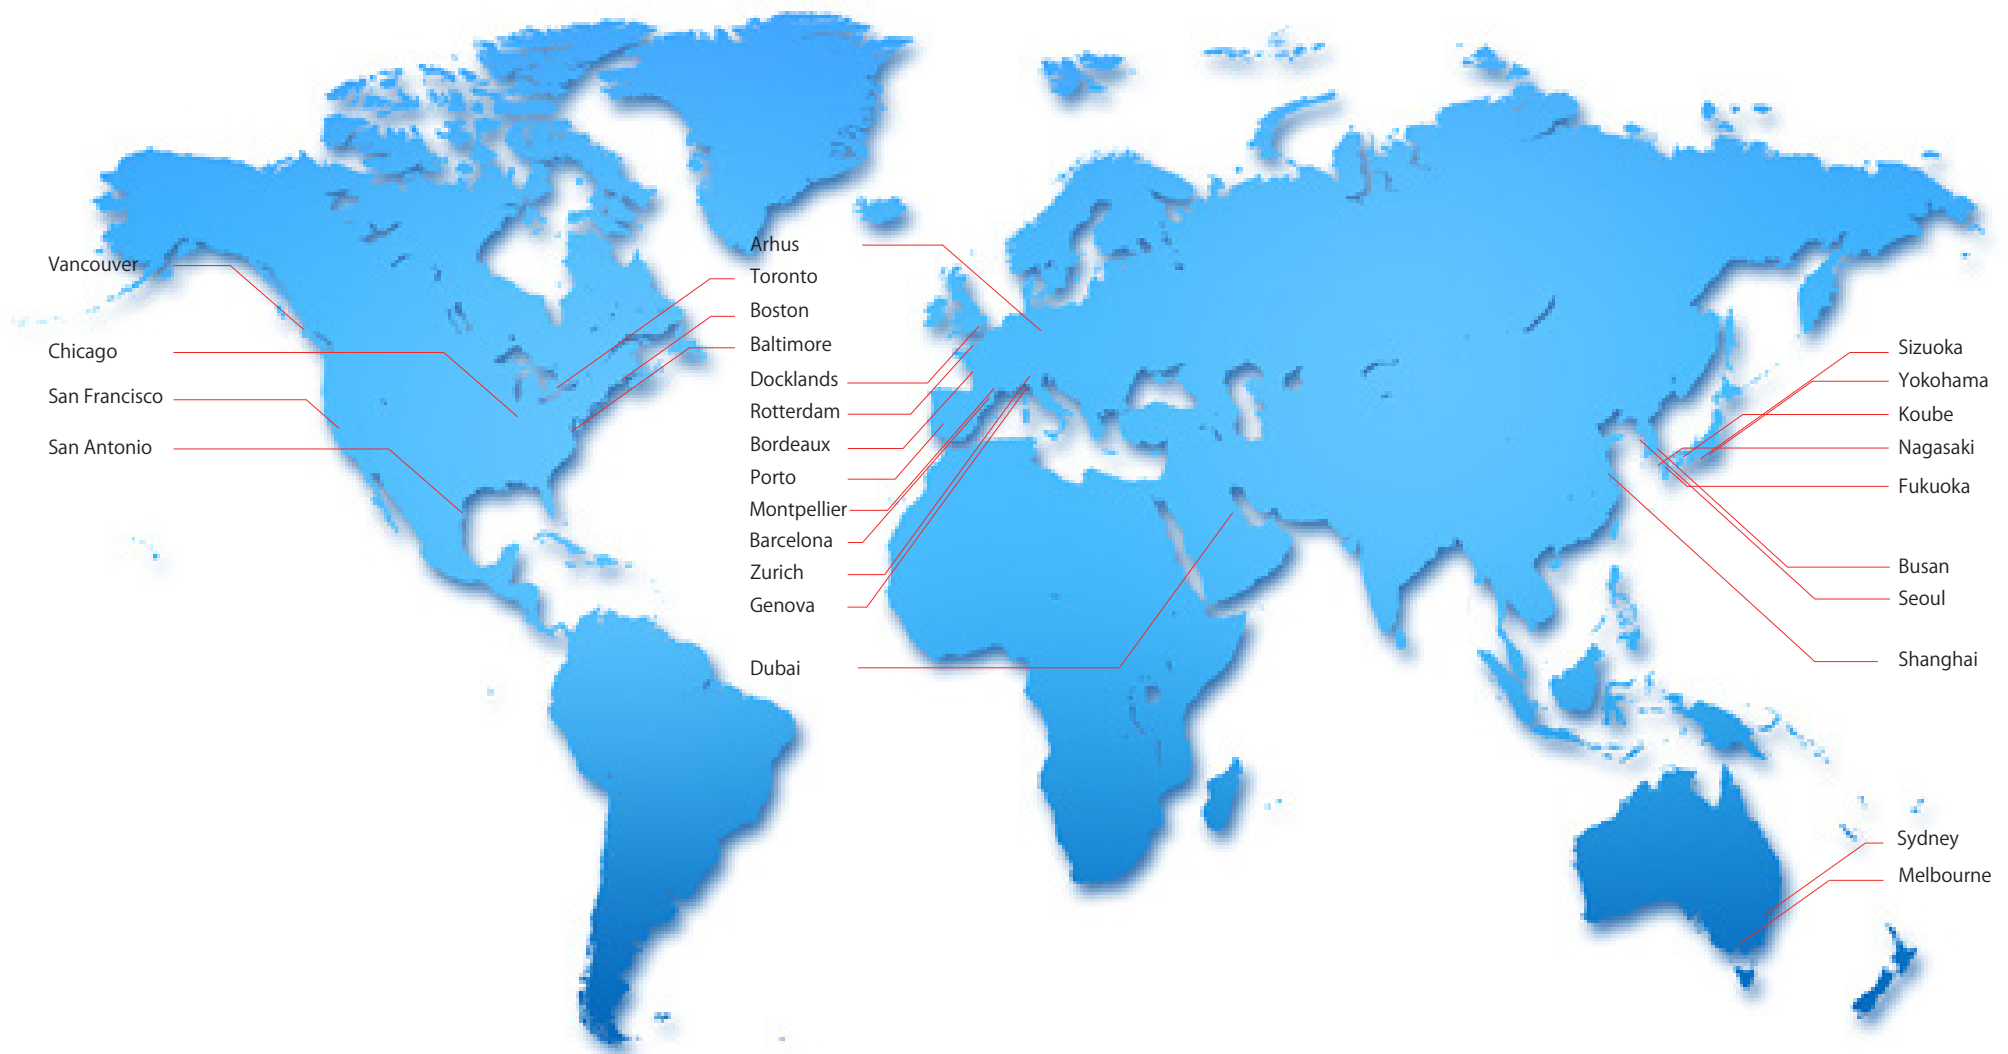 Vancouver
Chicago
San Francisco
San Antonio
Arhus
Toronto
Boston
Baltimore
Docklands
Rotterdam
Bordeaux
Porto
Montpellier
Barcelona
Zurich
Genova
Dubai
Sizuoka
Yokohama
Koube
Nagasaki
Fukuoka
Busan
Seoul
Shanghai
Sydney
Melbourne